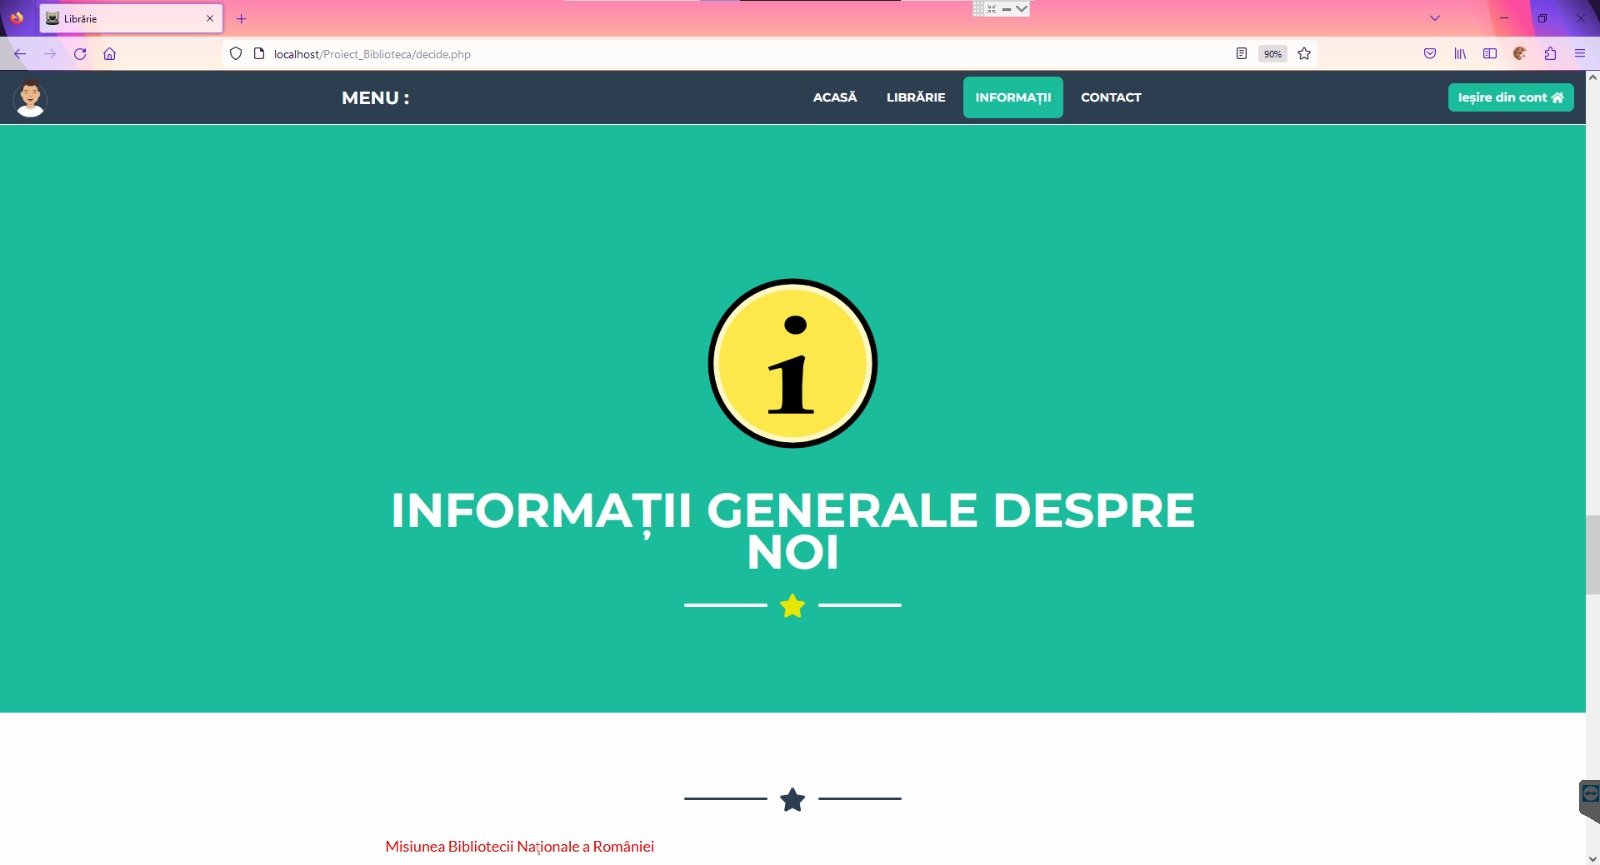 Librărie
localhost/Proiect_Biblioteca/decide.php
90%
MENU :
ACASĂ
LIBRĂRIE
INFORMAȚII
CONTACT
Ieșire din cont
i
INFORMAȚII GENERALE DESPRE
NOI
Misiunea Bibliotecii Naționale a României